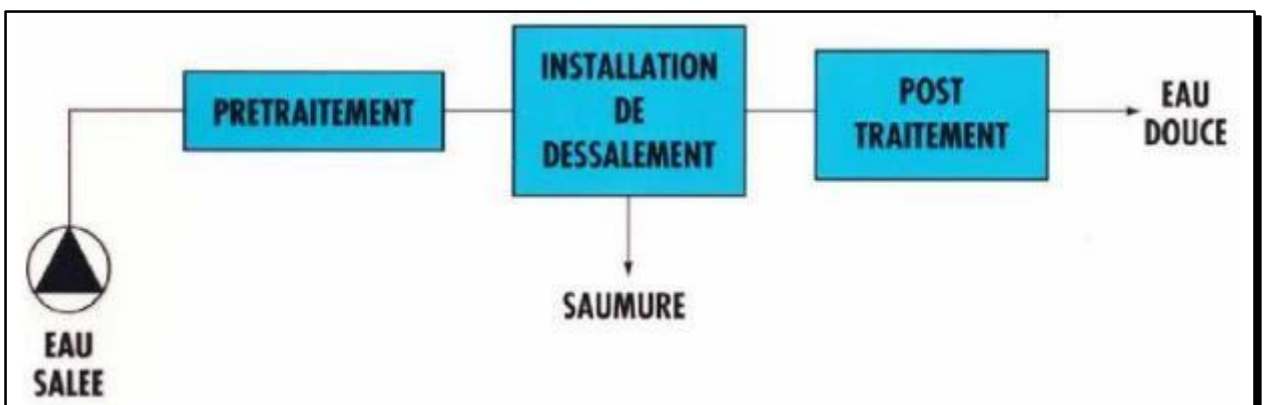 PRETRAITEMENT
INSTALLATION
DE
DESSALEMENT
POST
TRAITEMENT
EAU
DOUCE
SAUMURE
EAU
SALEE